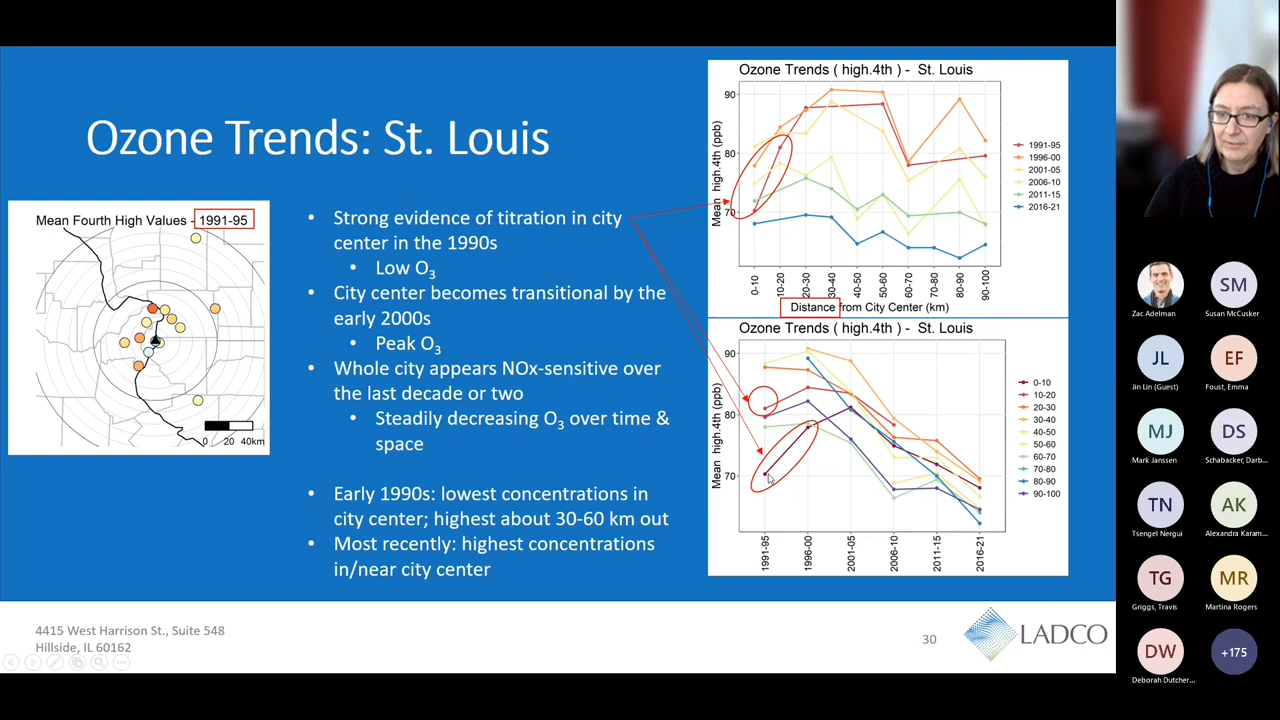 Ozone Trends: St. Louis
Mean Fourth High Values - 1991-95
0 20 40km
• Strong evidence of titration in city
center in the 1990s
• Low O₃
• City center becomes transitional by the
early 2000s
• Peak O₃
• Whole city appears NOx-sensitive over
the last decade or two
• Steadily decreasing O₃ over time &
space
• Early 1990s: lowest concentrations in
city center; highest about 30-60 km out
• Most recently: highest concentrations
in/near city center
Ozone Trends ( high.4th ) - St. Louis
Mean high.4th (ppb)
90
80
70
0-10
10-20
20-30
30-40
40-50
50-60
60-70
70-80
80-90
90-100
Distance from City Center (km)
1991-95
1996-00
2001-05
2006-10
2011-15
2016-21
Ozone Trends ( high.4th ) - St. Louis
Mean high.4th (ppb)
90
80
70
1991-95
1996-00
2001-05
2006-10
2011-15
2016-21
0-10
10-20
20-30
30-40
40-50
50-60
60-70
70-80
80-90
90-100
4415 West Harrison St., Suite 548
Hillside, IL 60162
30
LADCO
Zac Adelman
SM
Susan McCusker
JL
Jin Lin (Guest)
EF
Foust, Emma
MJ
Mark Janssen
DS
Schabacker, Darb...
TN
Tsengel Nergui
AK
Alexandra Karam...
TG
Griggs, Travis
MR
Martina Rogers
DW
Deborah Dutcher...
+175